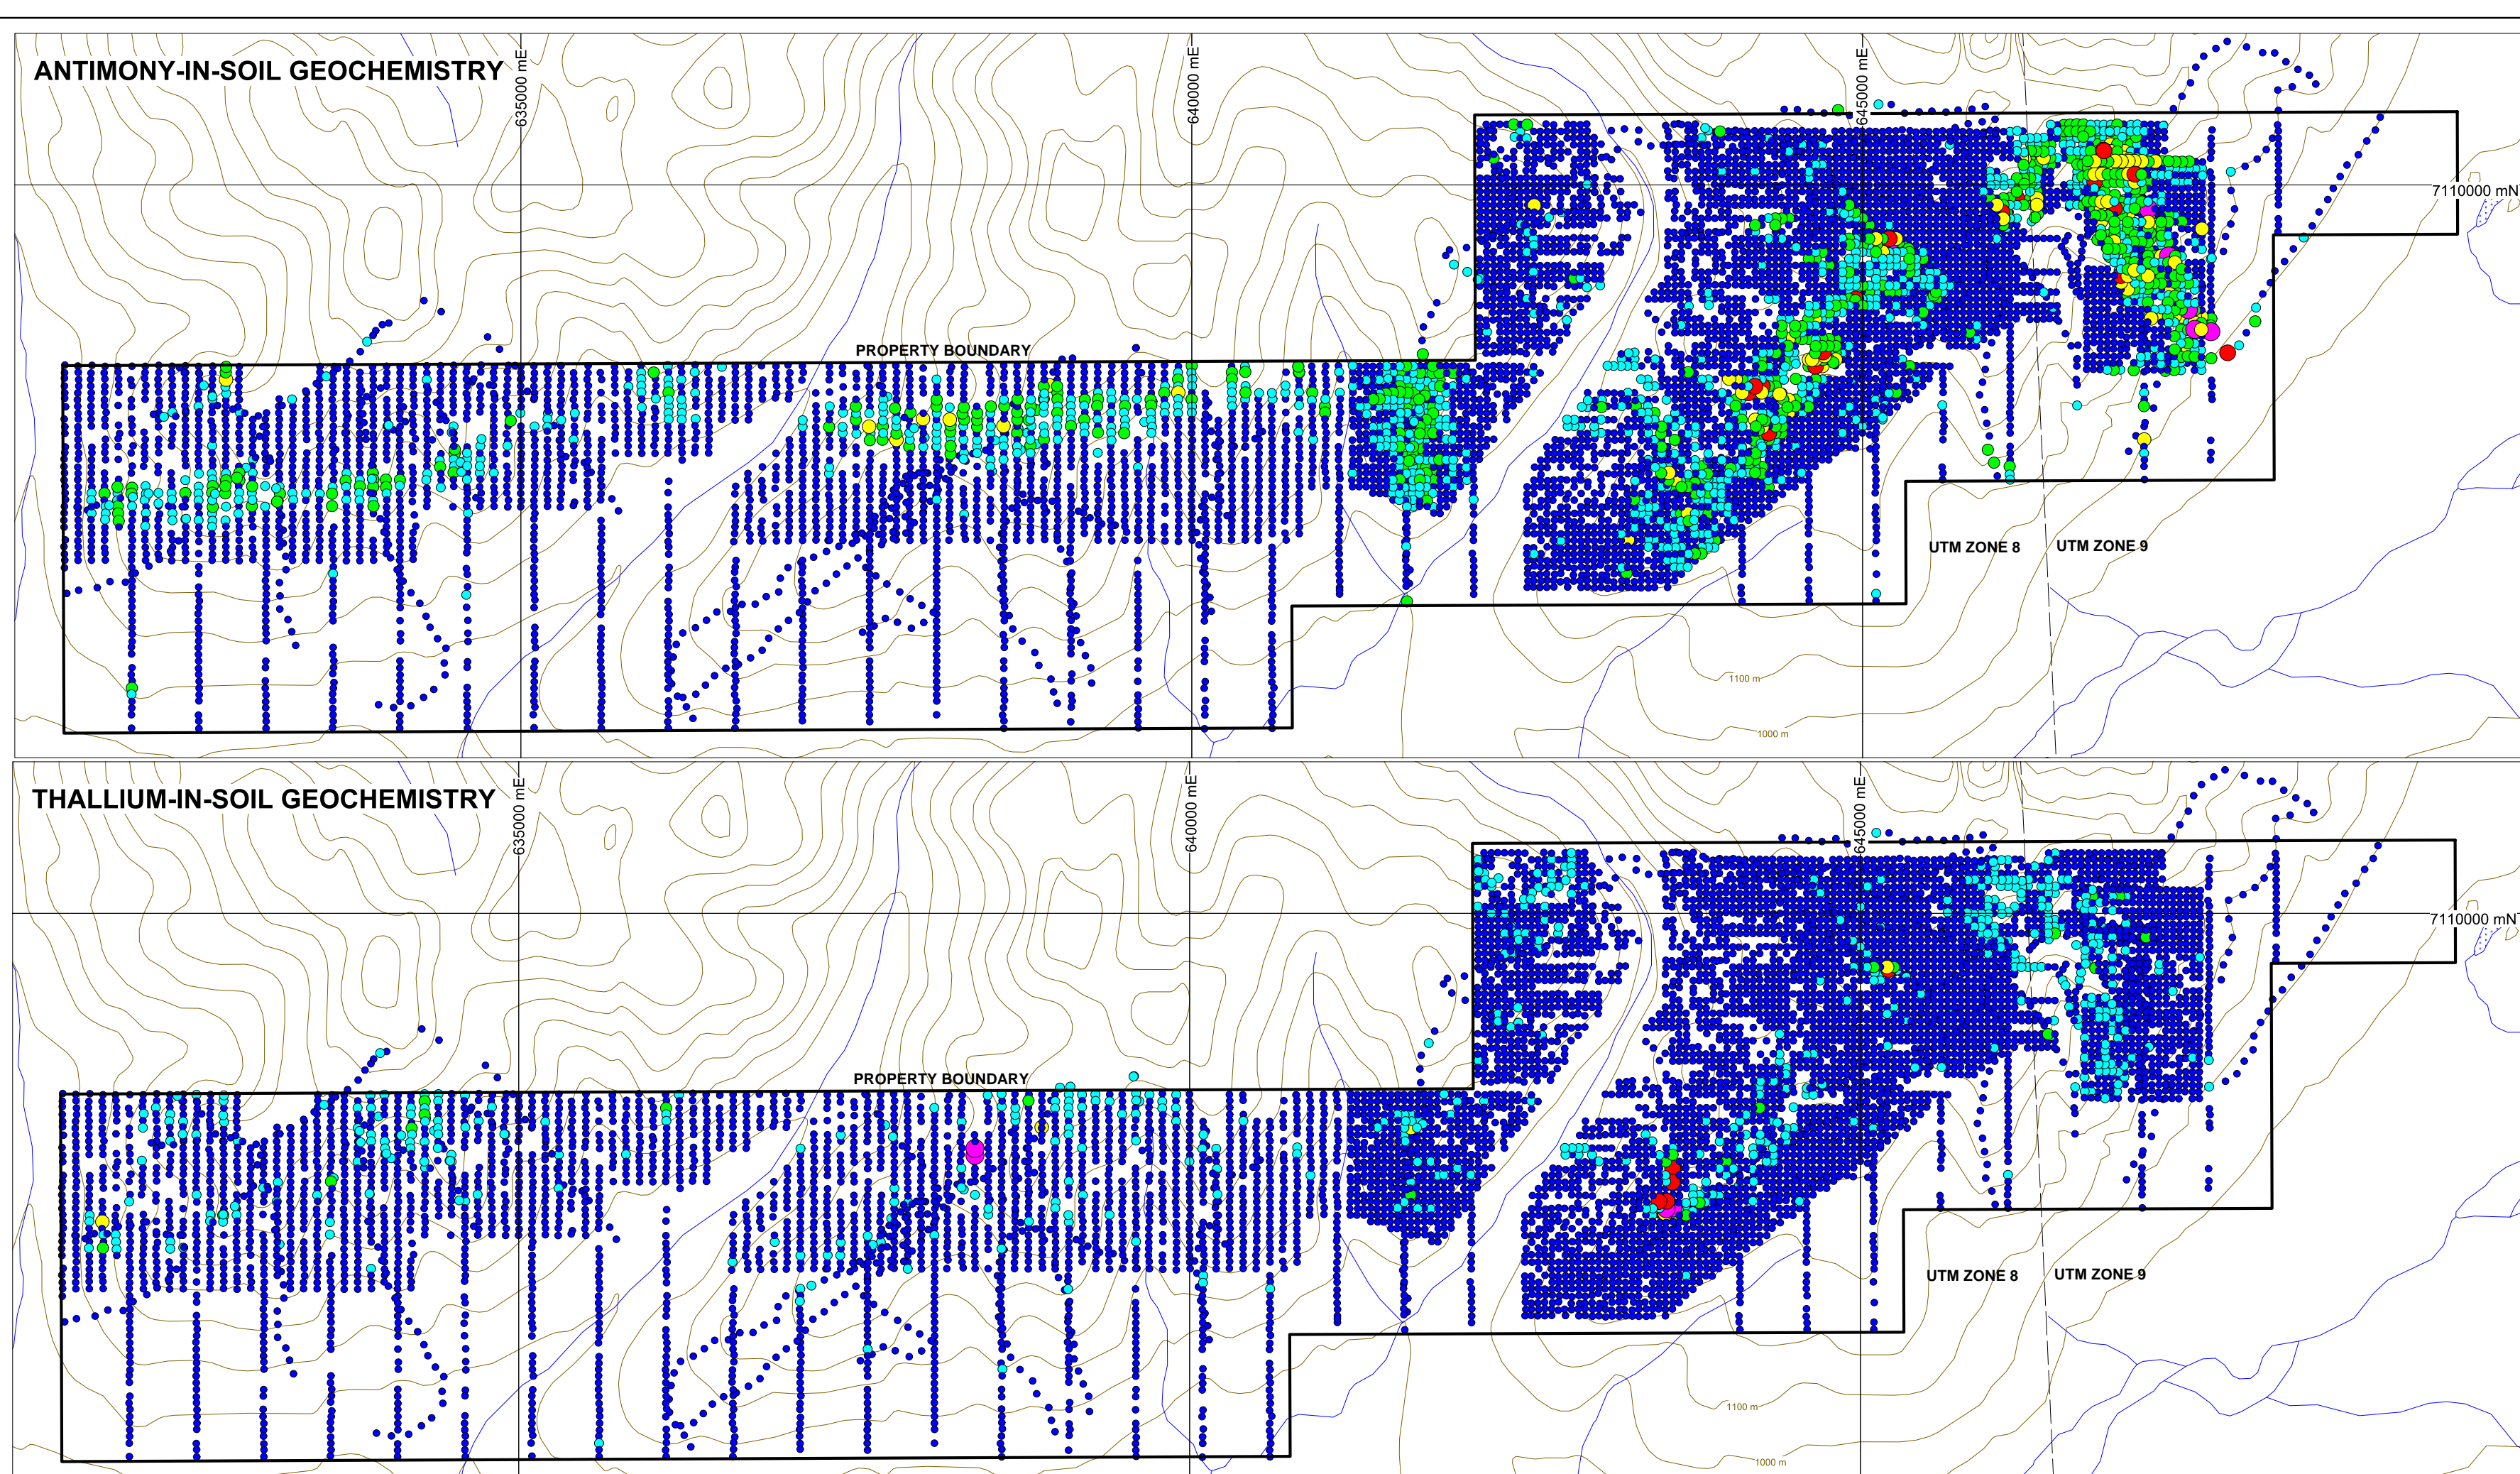 ANTIMONY-IN-SOIL GEOCHEMISTRY
635000 mE
640000 mE
645000 mE
7110000 mN
PROPERTY BOUNDARY
UTM ZONE 8
UTM ZONE 9
1100 m
1000 m
THALLIUM-IN-SOIL GEOCHEMISTRY
635000 mE
640000 mE
645000 mE
7110000 mN
PROPERTY BOUNDARY
UTM ZONE 8
UTM ZONE 9
1100 m
1000 m